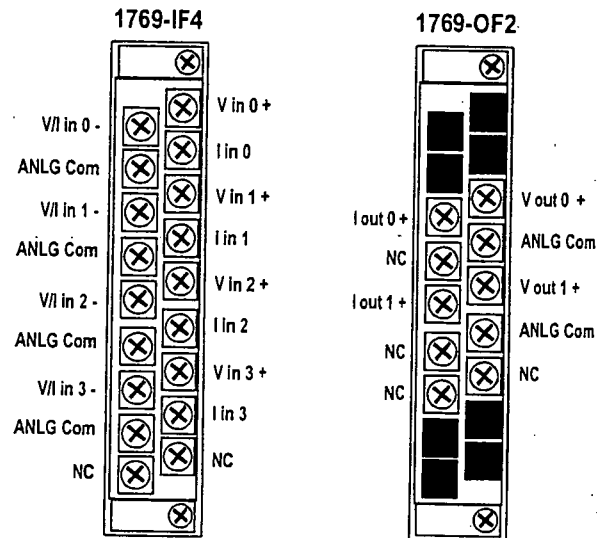 1769-IF4
V/I in 0 -
ANLG Com
V/I in 1 -
ANLG Com
V/I in 2 -
ANLG Com
V/I in 3 -
ANLG Com
NC
V in 0 +
I in 0
V in 1 +
I in 1
V in 2 +
I in 2
V in 3 +
I in 3
NC
1769-OF2
I out 0+
NC
I out 1+
NC
NC
V out 0 +
ANLG Com
V out 1 +
ANLG Com
NC